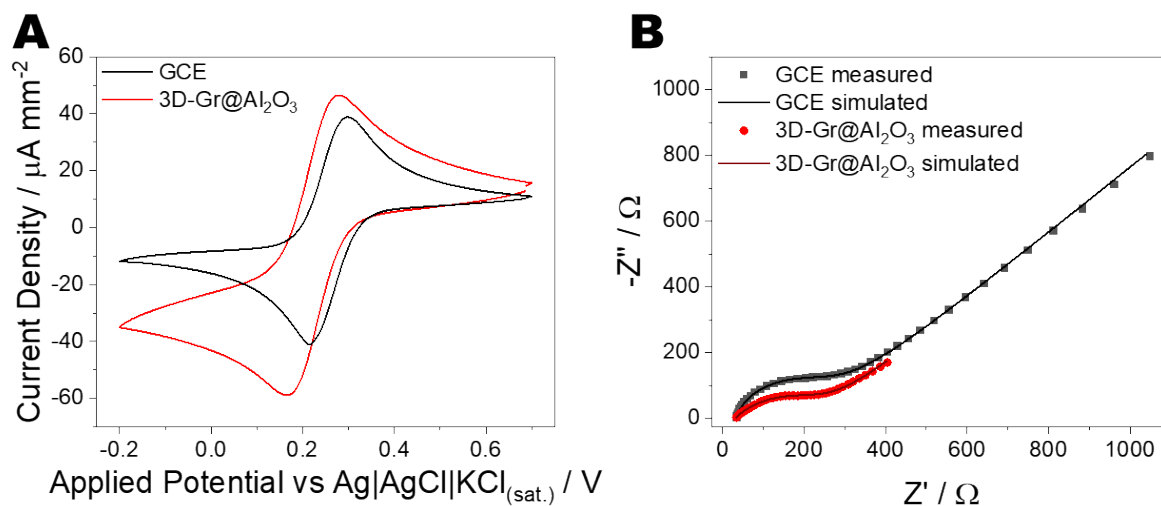 A
GCE
3D-Gr@Al₂O₃
60
40
20
0
-20
-40
-60
-0.2
0.0
0.2
0.4
0.6
Current Density / μA mm⁻²
Applied Potential vs Ag|AgCl|KCl₍sat.₎ / V
B
GCE measured
GCE simulated
3D-Gr@Al₂O₃ measured
3D-Gr@Al₂O₃ simulated
1000
800
600
400
200
0
0
200
400
600
800
1000
-Z" / Ω
Z' / Ω